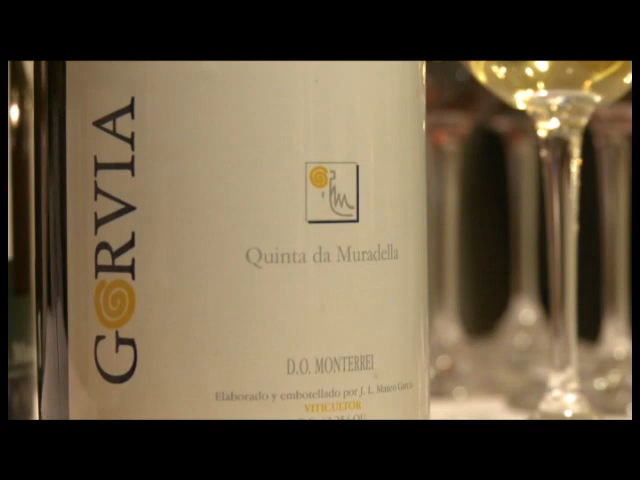 GORVIA
Quinta da Muradella
D.O. MONTERREI
Elaborado y embotellado por J. L. Mateo García
VITICULTOR